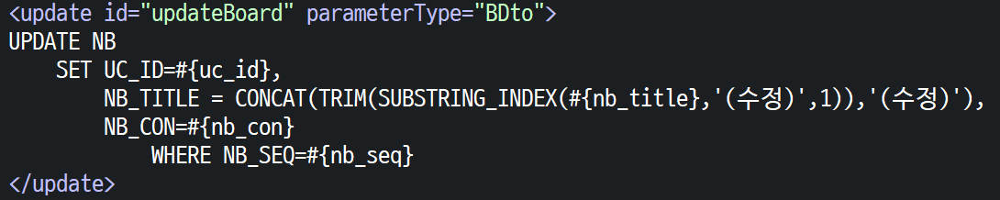 <update id="updateBoard" parameterType="BDto">
UPDATE NB
SET UC_ID=#{uc_id},
NB_TITLE = CONCAT(TRIM(SUBSTRING_INDEX(#{nb_title},'(수정)',1)),'(수정)'),
NB_CON=#{nb_con}
WHERE NB_SEQ=#{nb_seq}
</update>